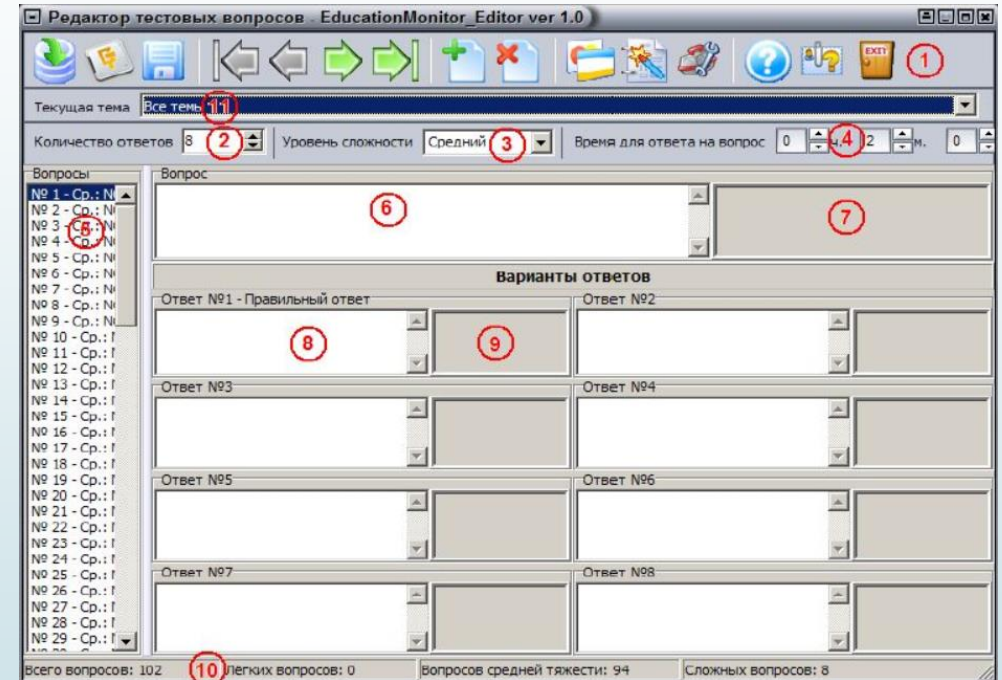 Редактор тестовых вопросов - EducationMonitor_Editor ver 1.0
EXIT
1
Текущая тема Все темы 11
Количество ответов 8 2 Уровень сложности Средний 3 Время для ответа на вопрос 0 ч. 4 2 м. 0
Вопросы
№ 1 - Ср.:
№ 2 - Ср.:
№ 3 - Ср.:
№ 4 - Ср.:
5
№ 5 - Ср.:
№ 6 - Ср.:
№ 7 - Ср.:
№ 8 - Ср.:
№ 9 - Ср.:
№ 10 - Ср.:
№ 11 - Ср.:
№ 12 - Ср.:
№ 13 - Ср.:
№ 14 - Ср.:
№ 15 - Ср.:
№ 16 - Ср.:
№ 17 - Ср.:
№ 18 - Ср.:
№ 19 - Ср.:
№ 20 - Ср.:
№ 21 - Ср.:
№ 22 - Ср.:
№ 23 - Ср.:
№ 24 - Ср.:
№ 25 - Ср.:
№ 26 - Ср.:
№ 27 - Ср.:
№ 28 - Ср.:
№ 29 - Ср.:
Вопрос
6 7
Варианты ответов
Ответ №1 - Правильный ответ Ответ №2
8 9
Ответ №3 Ответ №4
Ответ №5 Ответ №6
Ответ №7 Ответ №8
Всего вопросов: 102 10 Легких вопросов: 0 Вопросов средней тяжести: 94 Сложных вопросов: 8